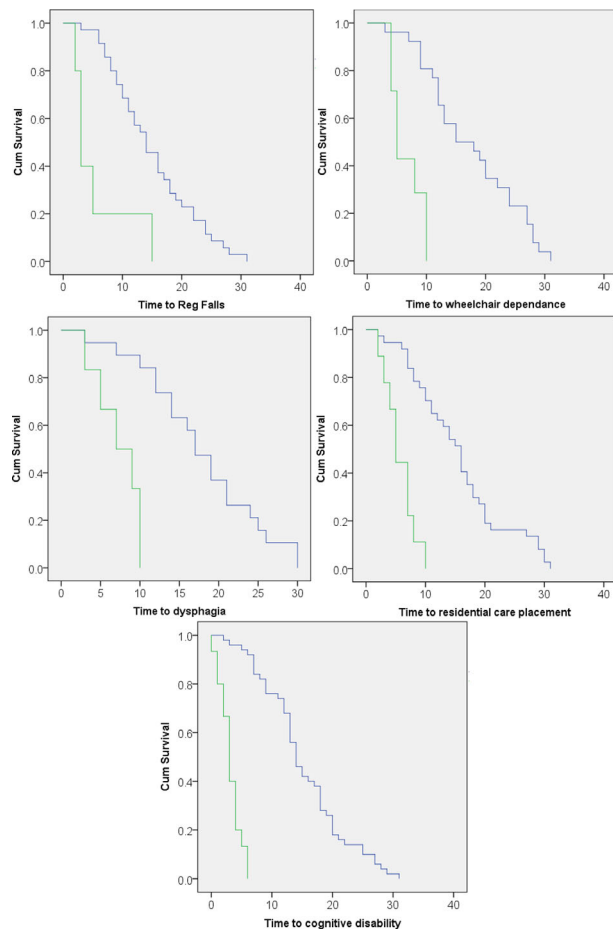 Cum Survival
1.0
0.8
0.6
0.4
0.2
0.0
0 10 20 30 40
Time to Reg Falls
Cum Survival
1.0
0.8
0.6
0.4
0.2
0.0
0 10 20 30 40
Time to wheelchair dependance
Cum Survival
1.0
0.8
0.6
0.4
0.2
0.0
0 5 10 15 20 25 30
Time to dysphagia
Cum Survival
1.0
0.8
0.6
0.4
0.2
0.0
0 10 20 30 40
Time to residential care placement
Cum Survival
1.0
0.8
0.6
0.4
0.2
0.0
0 10 20 30 40
Time to cognitive disability